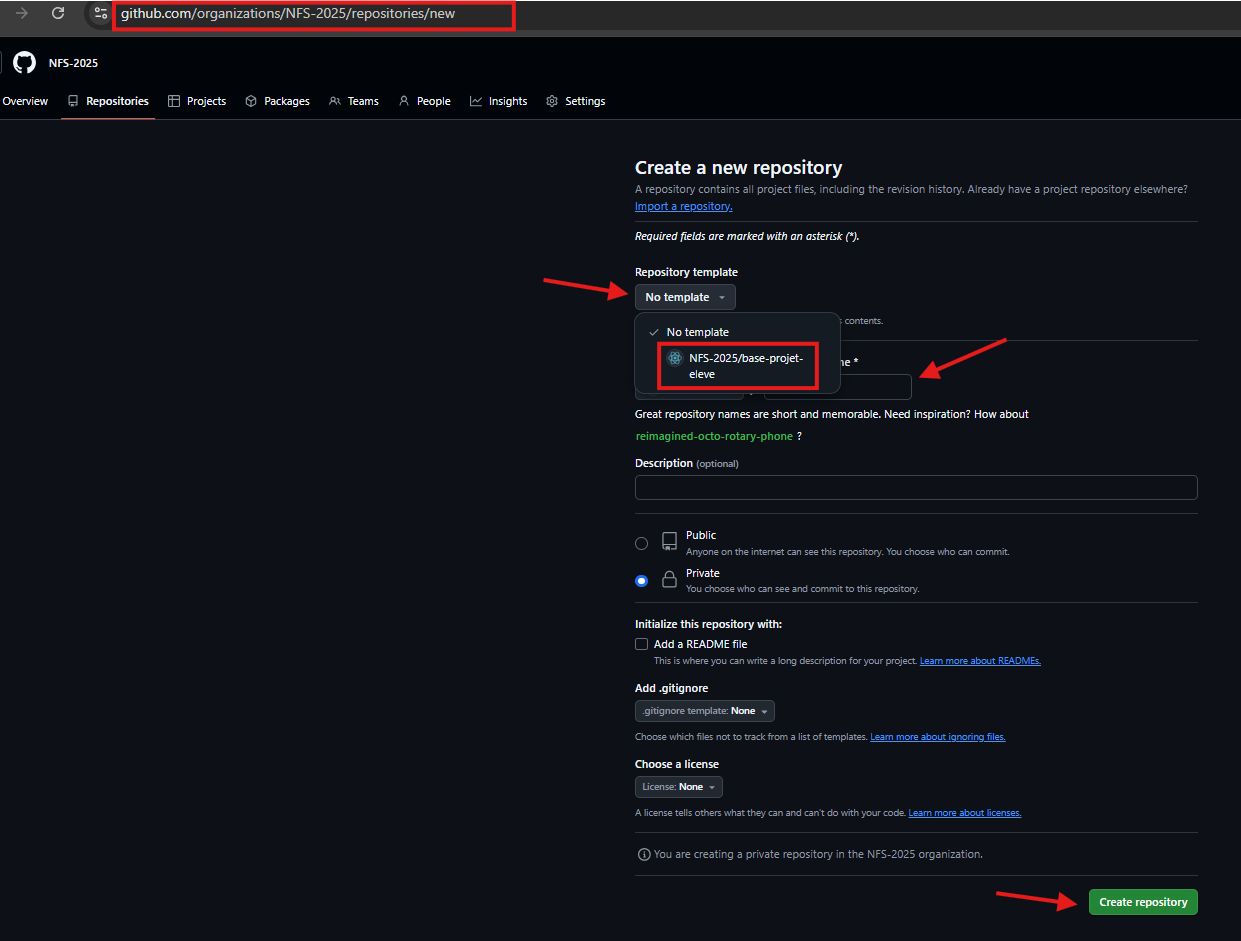 github.com/organizations/NFS-2025/repositories/new
NFS-2025
Overview
Repositories
Projects
Packages
Teams
People
Insights
Settings
Create a new repository
A repository contains all project files, including the revision history. Already have a project repository elsewhere?
Import a repository.
Required fields are marked with an asterisk (*).
Repository template
No template
contents.
No template
NFS-2025/base-projet-
eleve
*
Great repository names are short and memorable. Need inspiration? How about
reimagined-octo-rotary-phone ?
Description (optional)
Public
Anyone on the internet can see this repository. You choose who can commit.
Private
You choose who can see and commit to this repository.
Initialize this repository with:
Add a README file
This is where you can write a long description for your project. Learn more about READMEs.
Add .gitignore
.gitignore template: None
Choose which files not to track from a list of templates. Learn more about ignoring files.
Choose a license
License: None
A license tells others what they can and can't do with your code. Learn more about licenses.
You are creating a private repository in the NFS-2025 organization.
Create repository